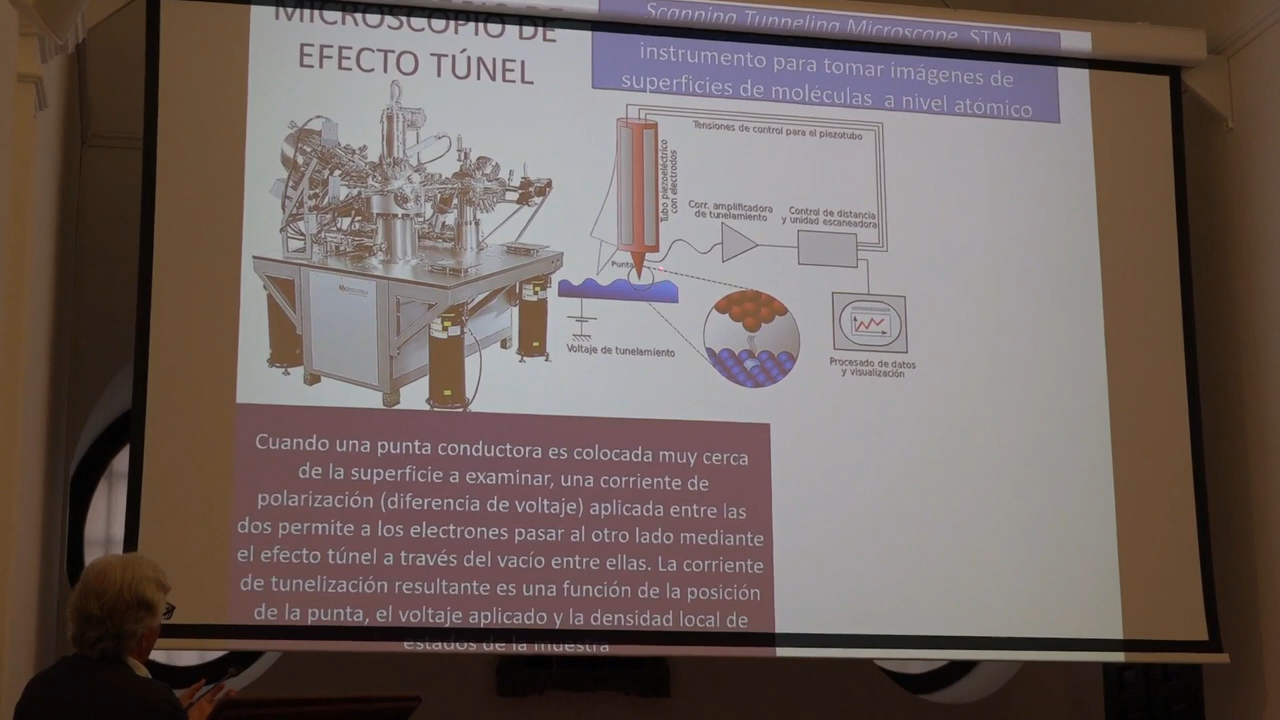 MICROSCOPIO DE
EFECTO TÚNEL
Scanning Tunneling Microscope, STM
instrumento para tomar imágenes de
superficies de moléculas a nivel atómico
Tensiones de control para el piezotubo
Tubo piezoeléctrico
con electrodos
Corr. amplificadora
de tunelamiento
Control de distancia
y unidad escaneadora
Punta
Voltaje de tunelamiento
Procesado de datos
y visualización
Cuando una punta conductora es colocada muy cerca
de la superficie a examinar, una corriente de
polarización (diferencia de voltaje) aplicada entre las
dos permite a los electrones pasar al otro lado mediante
el efecto túnel a través del vacío entre ellas. La corriente
de tunelización resultante es una función de la posición
de la punta, el voltaje aplicado y la densidad local de
estados de la muestra